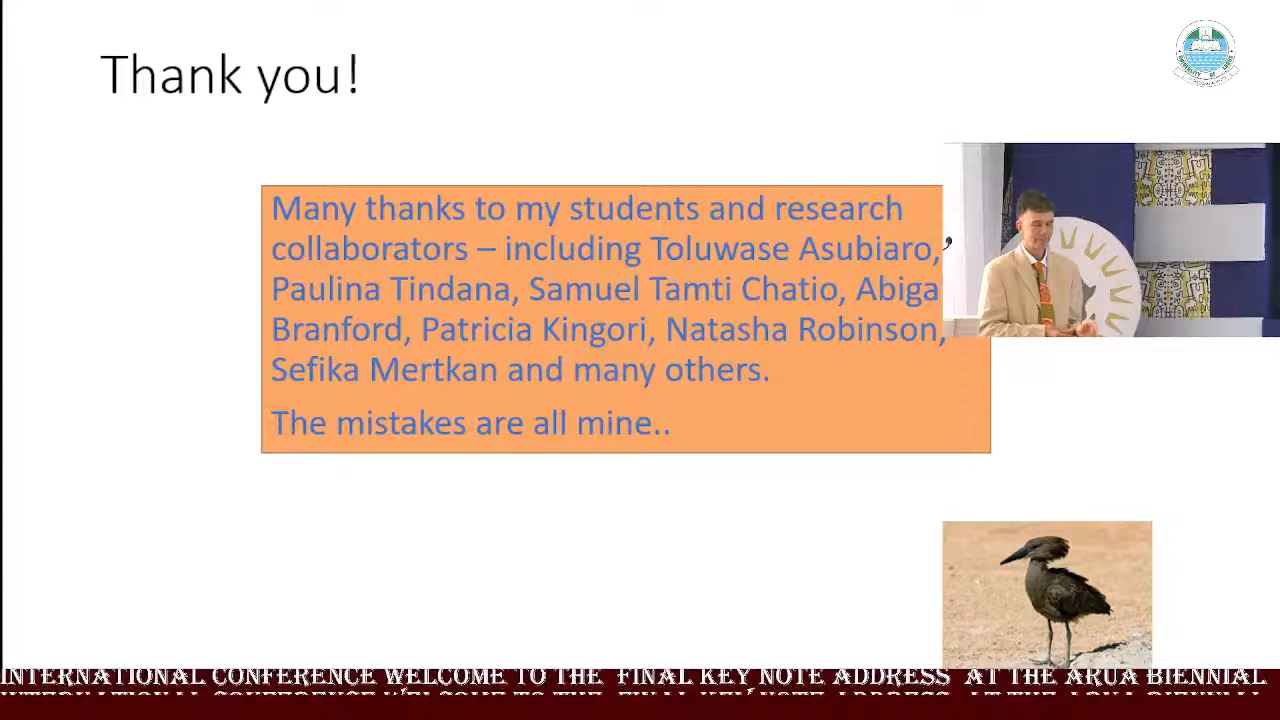 Thank you!
Many thanks to my students and research
collaborators – including Toluwase Asubiaro,
Paulina Tindana, Samuel Tamti Chatio, Abiga
Branford, Patricia Kingori, Natasha Robinson,
Sefika Mertkan and many others.
The mistakes are all mine..
INTERNATIONAL CONFERENCE WELCOME TO THE FINAL KEY NOTE ADDRESS AT THE ARUA BIENNIAL